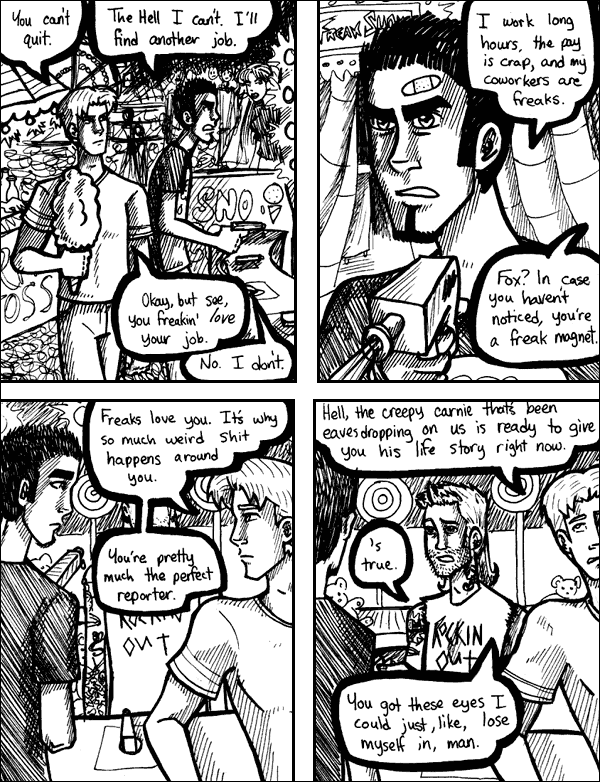 You can't
quit.
The Hell I can't. I'll
find another job.
SNO
OSS
Okay, but see,
you freakin' love
your job.
No. I don't.
FREAK SHOW
I work long
hours, the pay
is crap, and my
coworkers are
freaks.
Fox? In case
you haven't
noticed, you're
a freak magnet.
Freaks love you. It's why
so much weird shit
happens around
you.
You're pretty
much the perfect
reporter.
ROCKIN
OUT
Hell, the creepy carnie that's been
eavesdropping on us is ready to give
you his life story right now.
's
true.
ROCKIN
OUT
You got these eyes I
could just, like, lose
myself in, man.